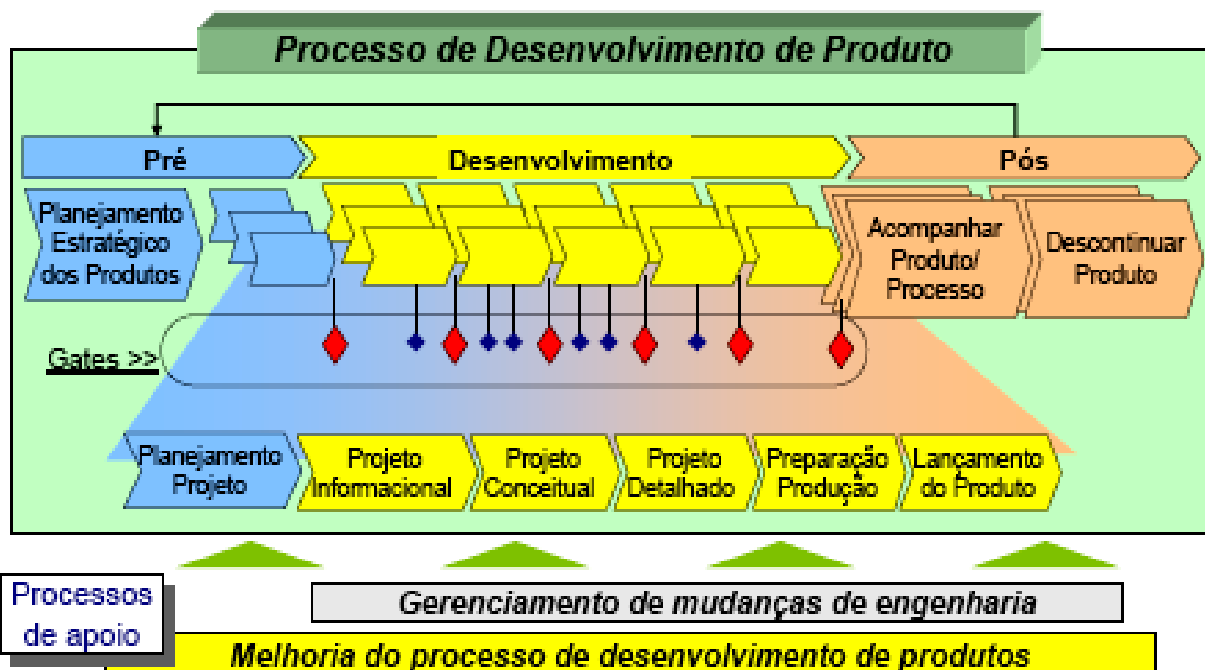 Processo de Desenvolvimento de Produto
Pré
Desenvolvimento
Pós
Planejamento
Estratégico
dos Produtos
Acompanhar
Produto/
Processo
Descontinuar
Produto
Gates >>
Planejamento
Projeto
Projeto
Informacional
Projeto
Conceitual
Projeto
Detalhado
Preparação
Produção
Lançamento
do Produto
Processos
de apoio
Gerenciamento de mudanças de engenharia
Melhoria do processo de desenvolvimento de produtos